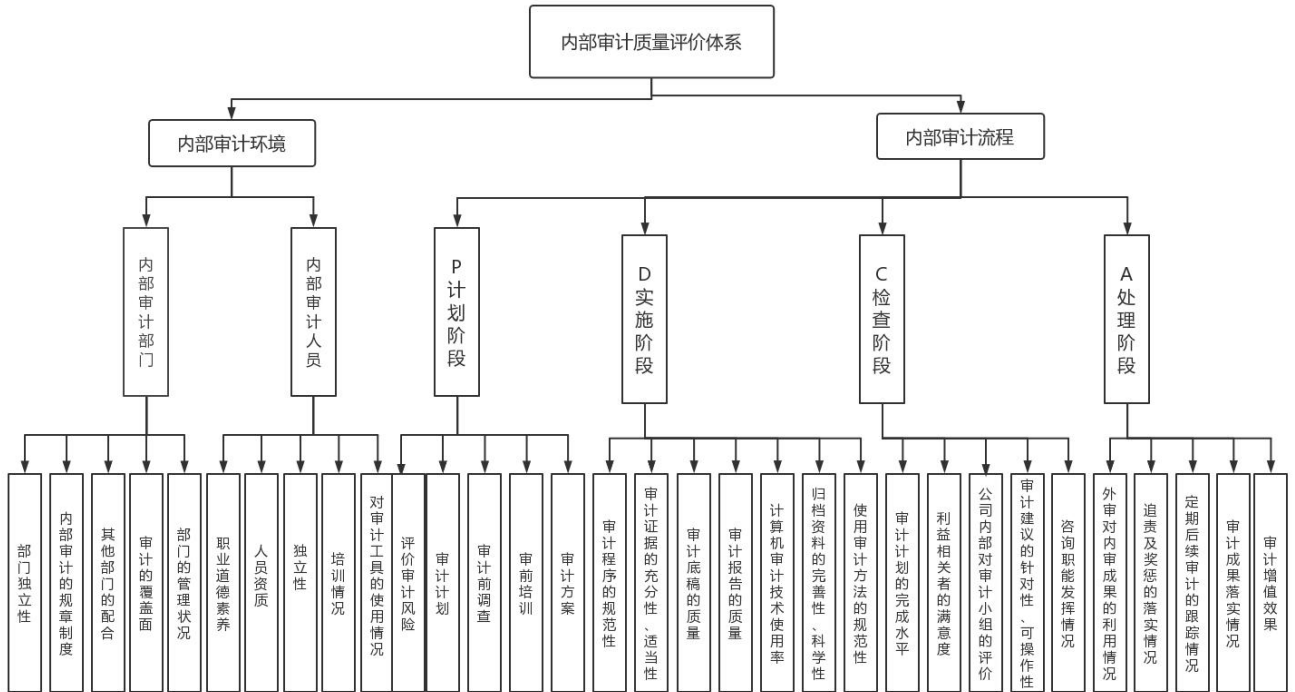 内部审计质量评价体系
内部审计环境
内部审计流程
内部审计部门
内部审计人员
P计划阶段
D实施阶段
C检查阶段
A处理阶段
部门独立性
内部审计的规章制度
其他部门的配合
审计的覆盖面
部门的管理状况
职业道德素养
人员资质
独立性
培训情况
对审计工具的使用情况
评价审计风险
审计计划
审计前调查
审前培训
审计方案
审计程序的规范性
审计证据的充分性、适当性
审计底稿的质量
审计报告的质量
计算机审计技术使用率
归档资料的完善性、科学性
使用审计方法的规范性
审计计划的完成水平
利益相关者的满意度
公司内部对审计小组的评价
审计建议的针对性、可操作性
咨询职能发挥情况
外审对内审成果的利用情况
追责及奖惩的落实情况
定期后续审计的跟踪情况
审计成果落实情况
审计增值效果